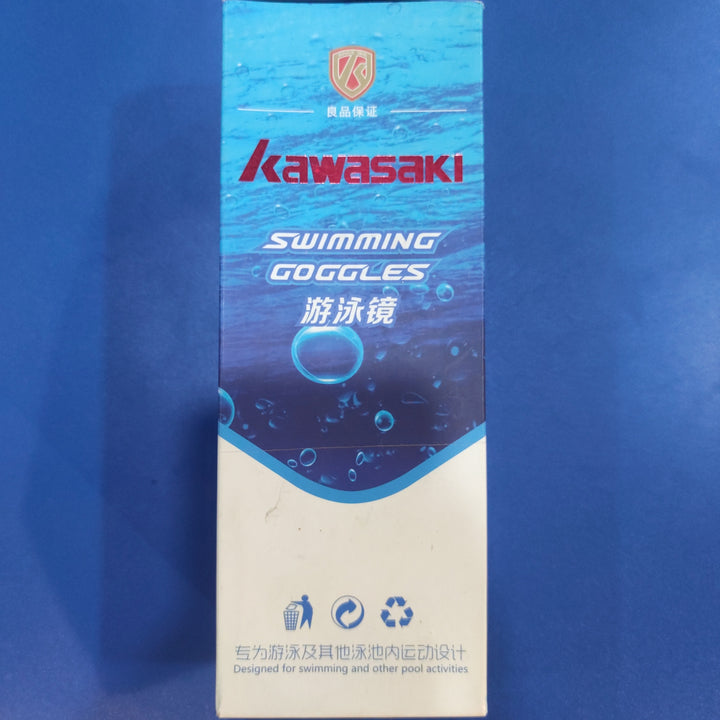 良品保证
Kawasaki
SWIMMING
GOGGLES
游泳镜
专为游泳及其他泳池内运动设计
Designed for swimming and other pool activities